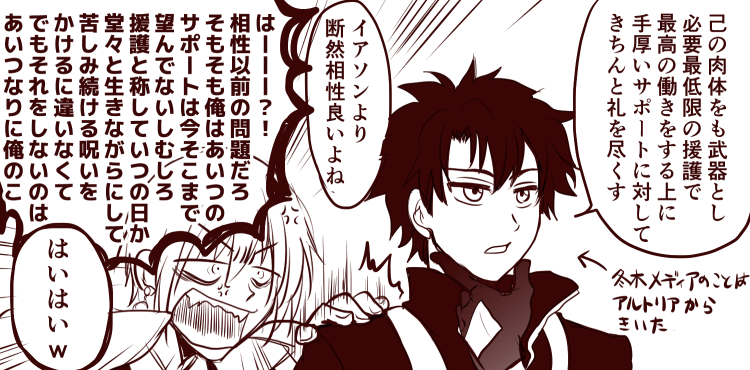 己の肉体をも武器とし
必要最低限の援護で
最高の働きをする上に
手厚いサポートに対して
きちんと礼を尽くす
冬木メディアのことは
アルトリアから
きいた
イアソンより
断然相性良いよね
はーーー？！
相性以前の問題だろ
そもそも俺はあいつの
サポートは今そこまで
望んでないしむしろ
援護と称していつの日か
堂々と生きながらにして
苦しみ続ける呪いを
かけるに違いなくて
でもそれをしないのは
あいつなりに俺のこ
はいはいｗ